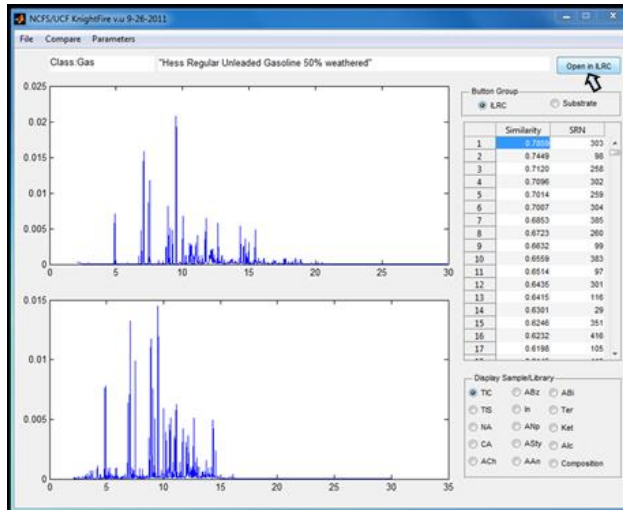 NCFS/UCF KnightFire v.u 9-26-2011
File Compare Parameters
Class:Gas "Hess Regular Unleaded Gasoline 50% weathered" Open in ILRC
Button Group
ILRC Substrate
Similarity SRN
1 0.7859 303
2 0.7449 98
3 0.7120 258
4 0.7096 302
5 0.7014 259
6 0.7007 304
7 0.6853 385
8 0.6723 260
9 0.6632 99
10 0.6559 383
11 0.6514 97
12 0.6435 301
13 0.6415 116
14 0.6301 29
15 0.6246 351
16 0.6232 416
17 0.6198 105
0.025
0.02
0.015
0.01
0.005
0
0 5 10 15 20 25 30
0.015
0.01
0.005
0
0 5 10 15 20 25 30 35
Display Sample/Library
TIC ABz ABi
TIS In Ter
NA ANp Ket
CA ASty Alc
ACh AAn Composition